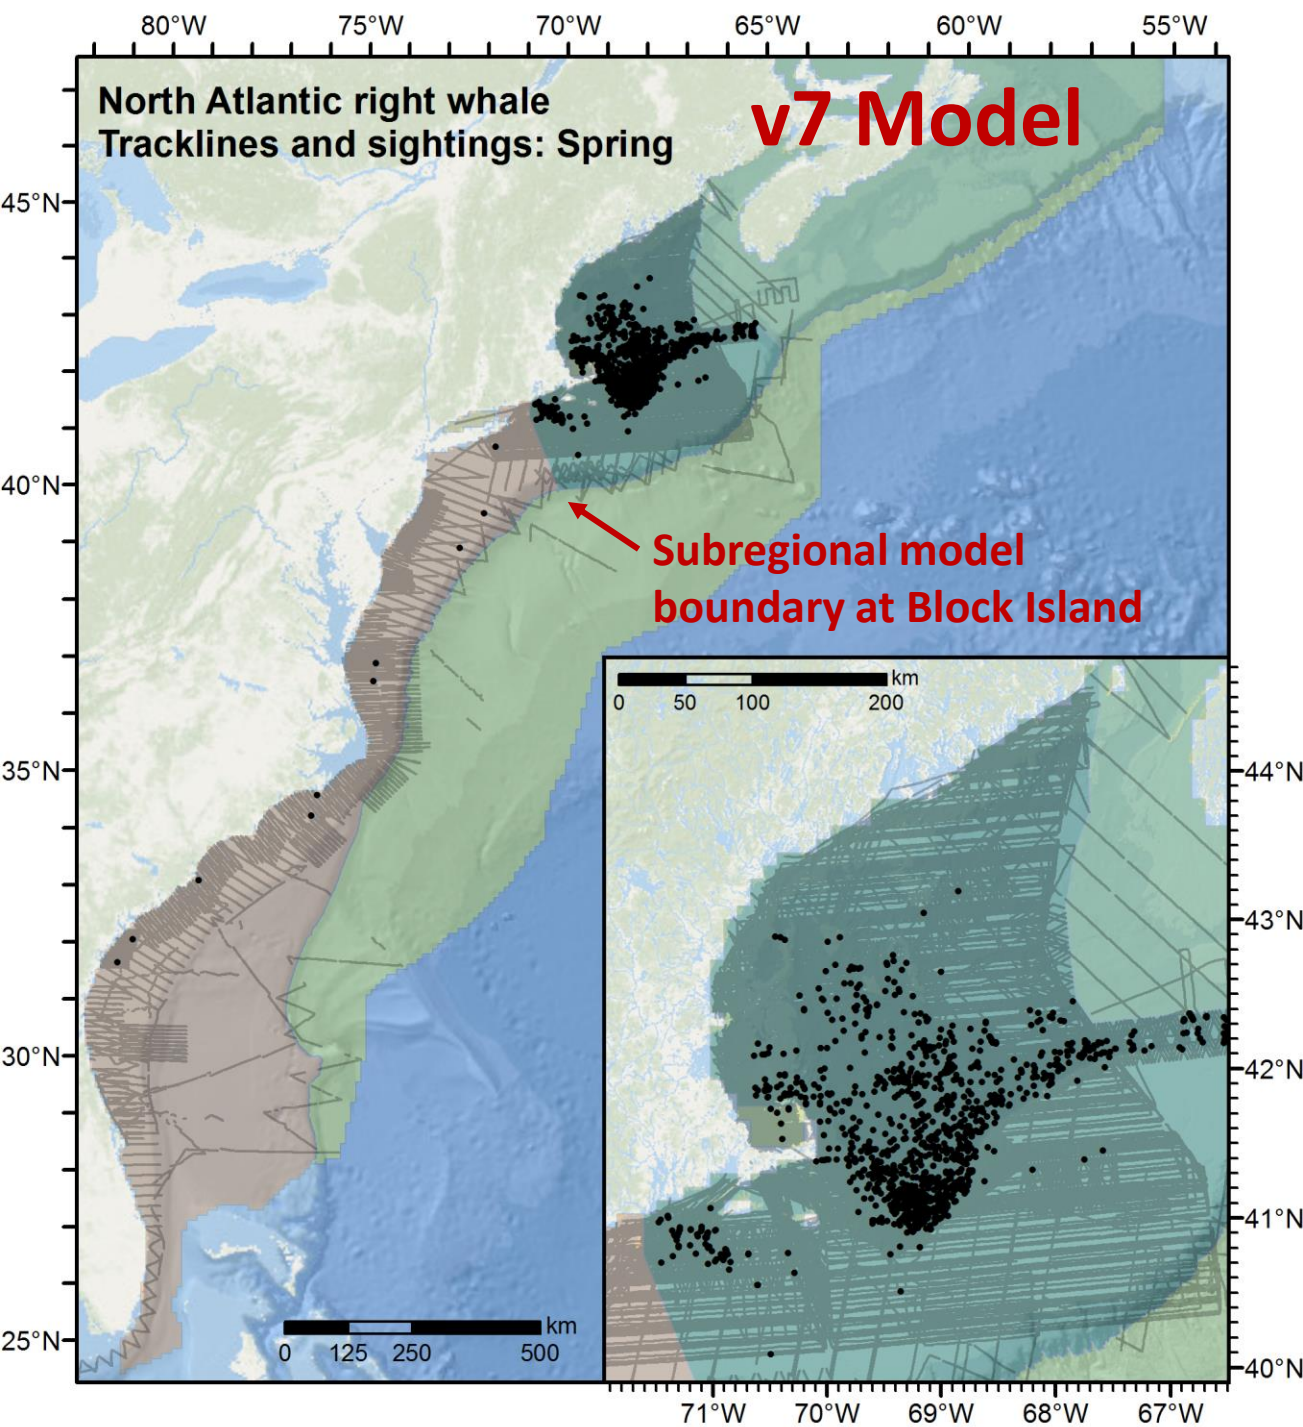 80°W 75°W 70°W 65°W 60°W 55°W
North Atlantic right whale
Tracklines and sightings: Spring
v7 Model
45°N
40°N
35°N
30°N
25°N
Subregional model
boundary at Block Island
km
0 50 100 200
44°N
43°N
42°N
41°N
40°N
km
0 125 250 500
71°W 70°W 69°W 68°W 67°W